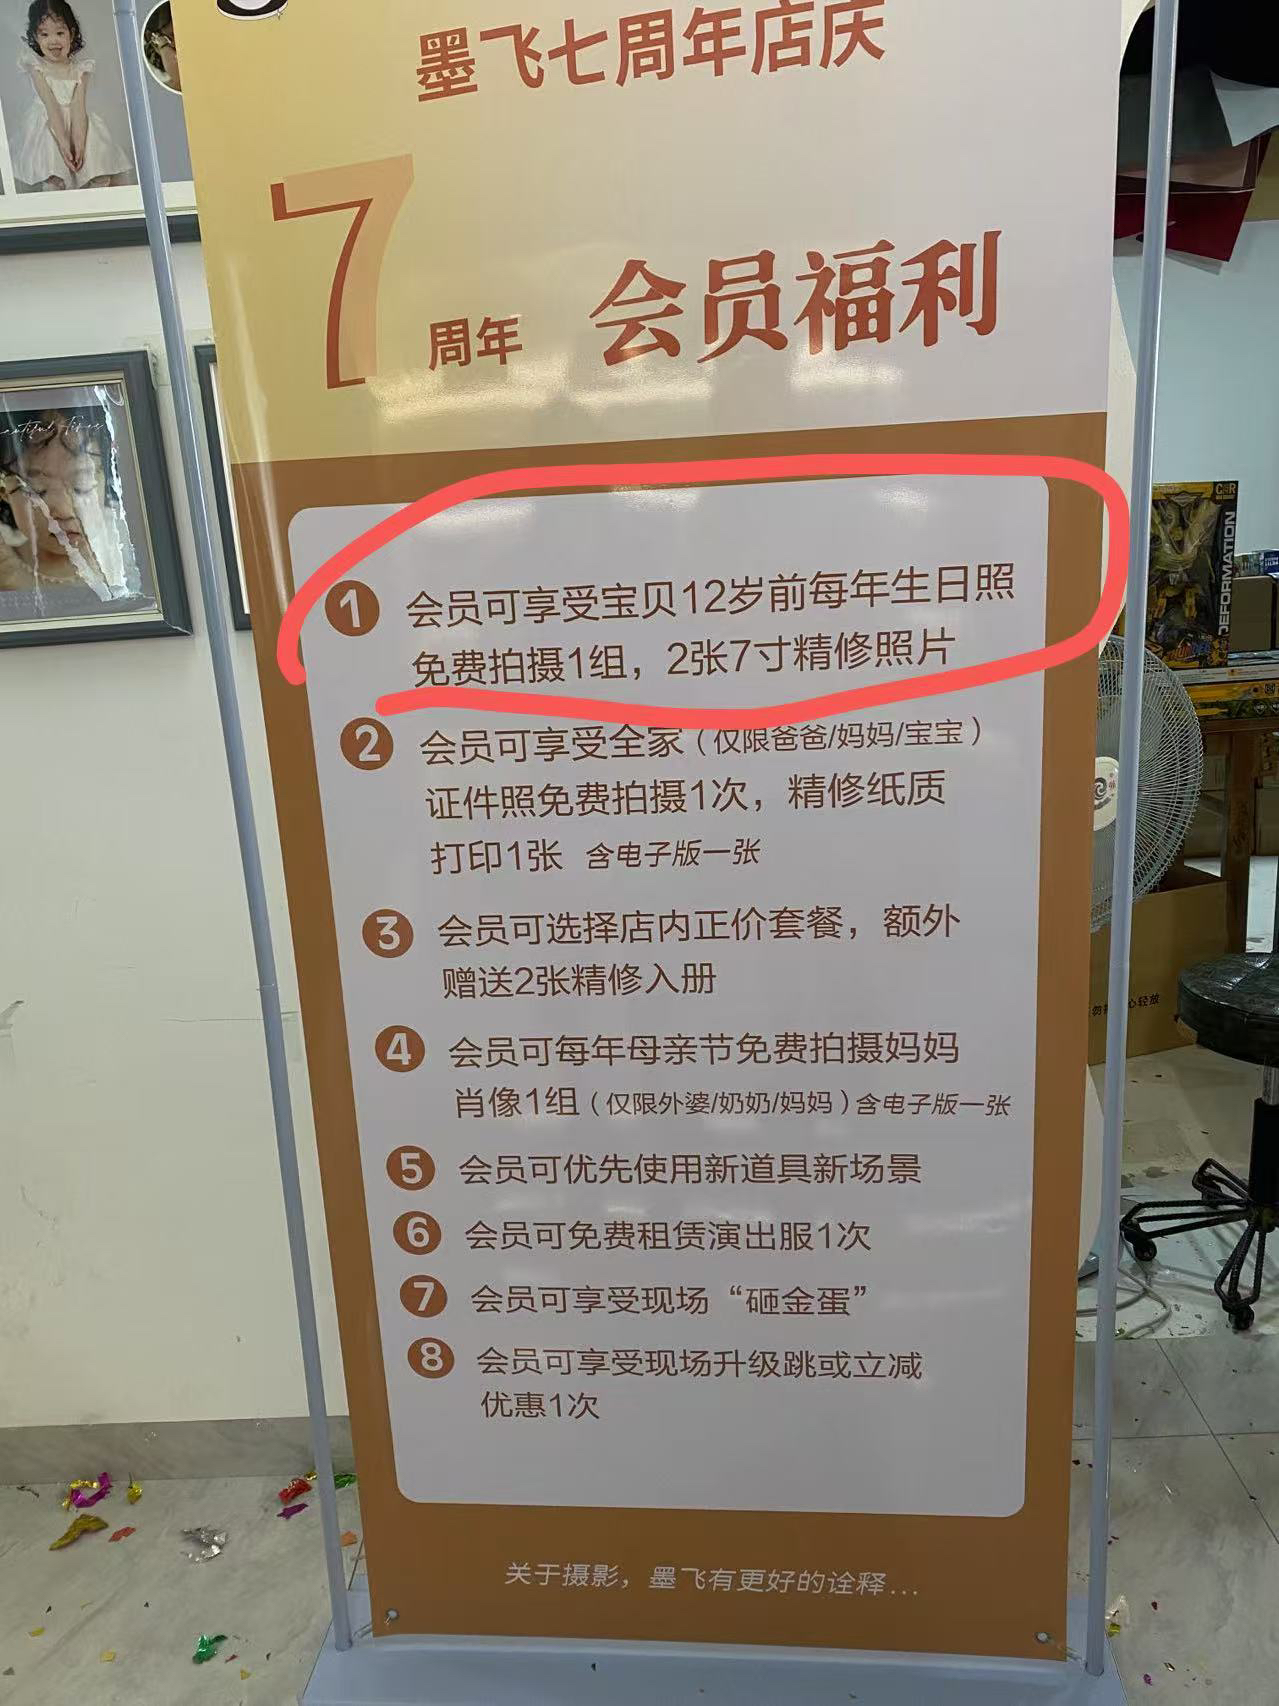 墨飞七周年店庆
7周年 会员福利
1 会员可享受宝贝12岁前每年生日照
免费拍摄1组，2张7寸精修照片
2 会员可享受全家（仅限爸爸/妈妈/宝宝）
证件照免费拍摄1次，精修纸质
打印1张 含电子版一张
3 会员可选择店内正价套餐，额外
赠送2张精修入册
4 会员可每年母亲节免费拍摄妈妈
肖像1组（仅限外婆/奶奶/妈妈）含电子版一张
5 会员可优先使用新道具新场景
6 会员可免费租赁演出服1次
7 会员可享受现场“砸金蛋”
8 会员可享受现场升级跳或立减
优惠1次
关于摄影，墨飞有更好的诠释...
DEFORMATION
心轻放